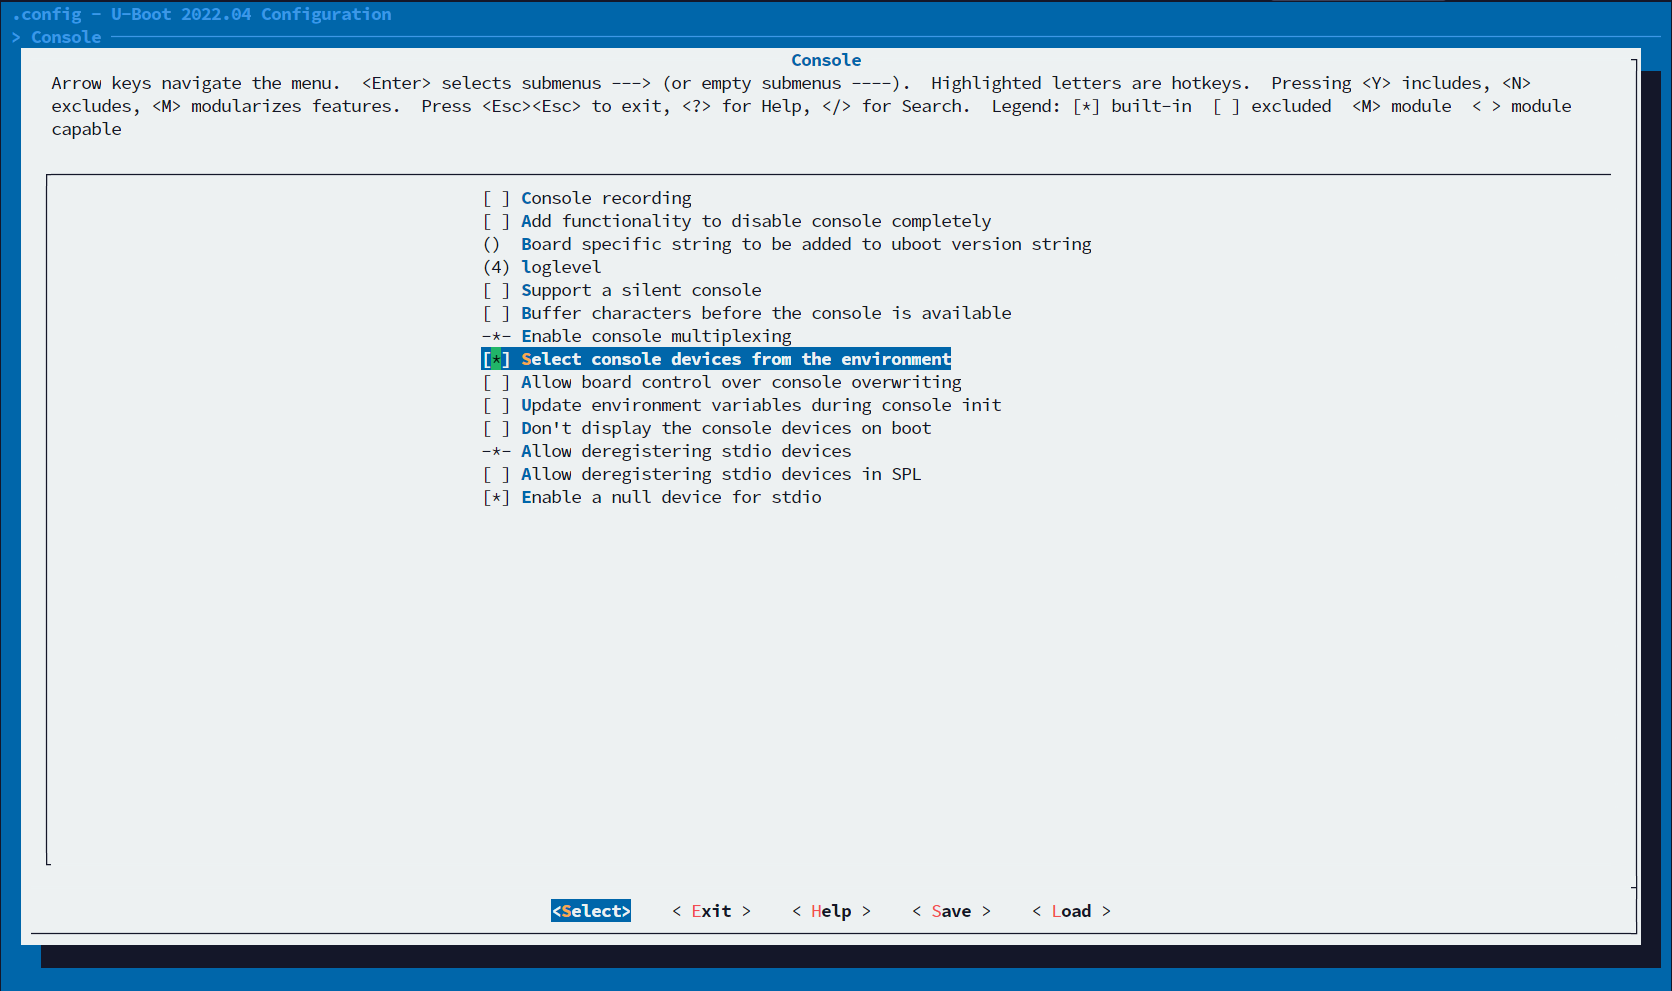 .config - U-Boot 2022.04 Configuration
> Console
Console
Arrow keys navigate the menu.  <Enter> selects submenus ---> (or empty submenus ----).  Highlighted letters are hotkeys.  Pressing <Y> includes, <N>
excludes, <M> modularizes features.  Press <Esc><Esc> to exit, <?> for Help, </> for Search.  Legend: [*] built-in  [ ] excluded  <M> module  < > module
capable
[ ] Console recording
[ ] Add functionality to disable console completely
()  Board specific string to be added to uboot version string
(4) loglevel
[ ] Support a silent console
[ ] Buffer characters before the console is available
-*- Enable console multiplexing
[*] Select console devices from the environment
[ ] Allow board control over console overwriting
[ ] Update environment variables during console init
[ ] Don't display the console devices on boot
-*- Allow deregistering stdio devices
[ ] Allow deregistering stdio devices in SPL
[*] Enable a null device for stdio
<Select>    < Exit >    < Help >    < Save >    < Load >